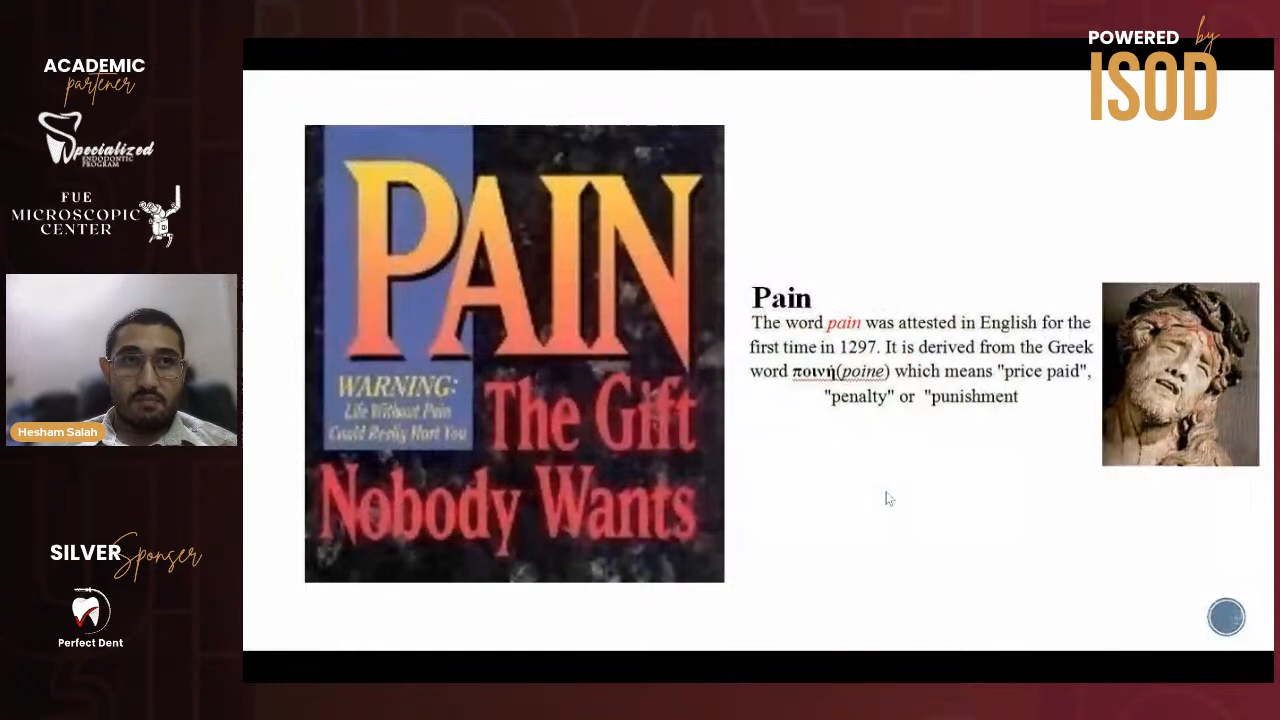 ACADEMIC
partener
Specialized
ENDODONTIC
PROGRAM
FUE
MICROSCOPIC
CENTER
Hesham Salah
SILVER Sponser
Perfect Dent
POWERED by
ISOD
PAIN
WARNING:
Life Without Pain
Could Really Hurt You
The Gift
Nobody Wants
Pain
The word pain was attested in English for the
first time in 1297. It is derived from the Greek
word ποινή(poine) which means "price paid",
"penalty" or "punishment